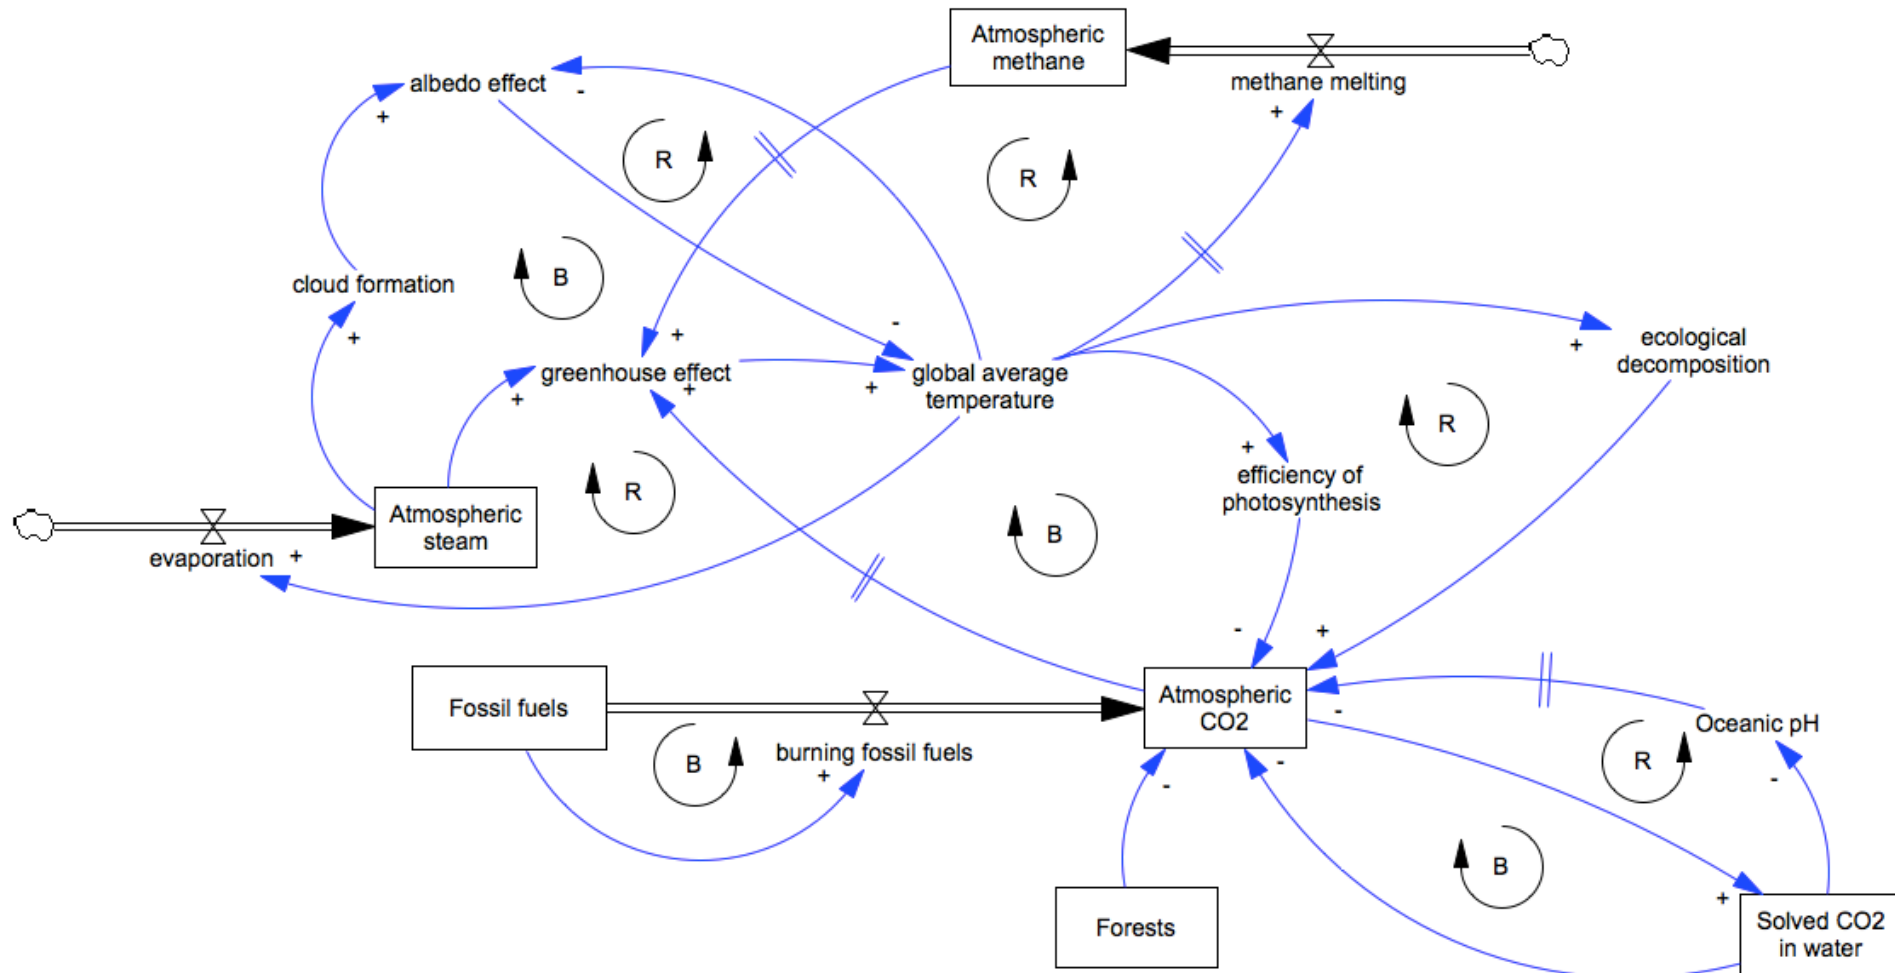 Atmospheric
methane
albedo effect
-
methane melting
+
+
R
R
B
cloud formation
+
-
+
ecological
decomposition
+
greenhouse effect
+
+
+
global average
temperature
R
+
efficiency of
photosynthesis
R
Atmospheric
steam
B
evaporation
+
-
+
Fossil fuels
Atmospheric
CO2
-
Oceanic pH
B
burning fossil fuels
+
-
R
-
-
B
+
Forests
Solved CO2
in water